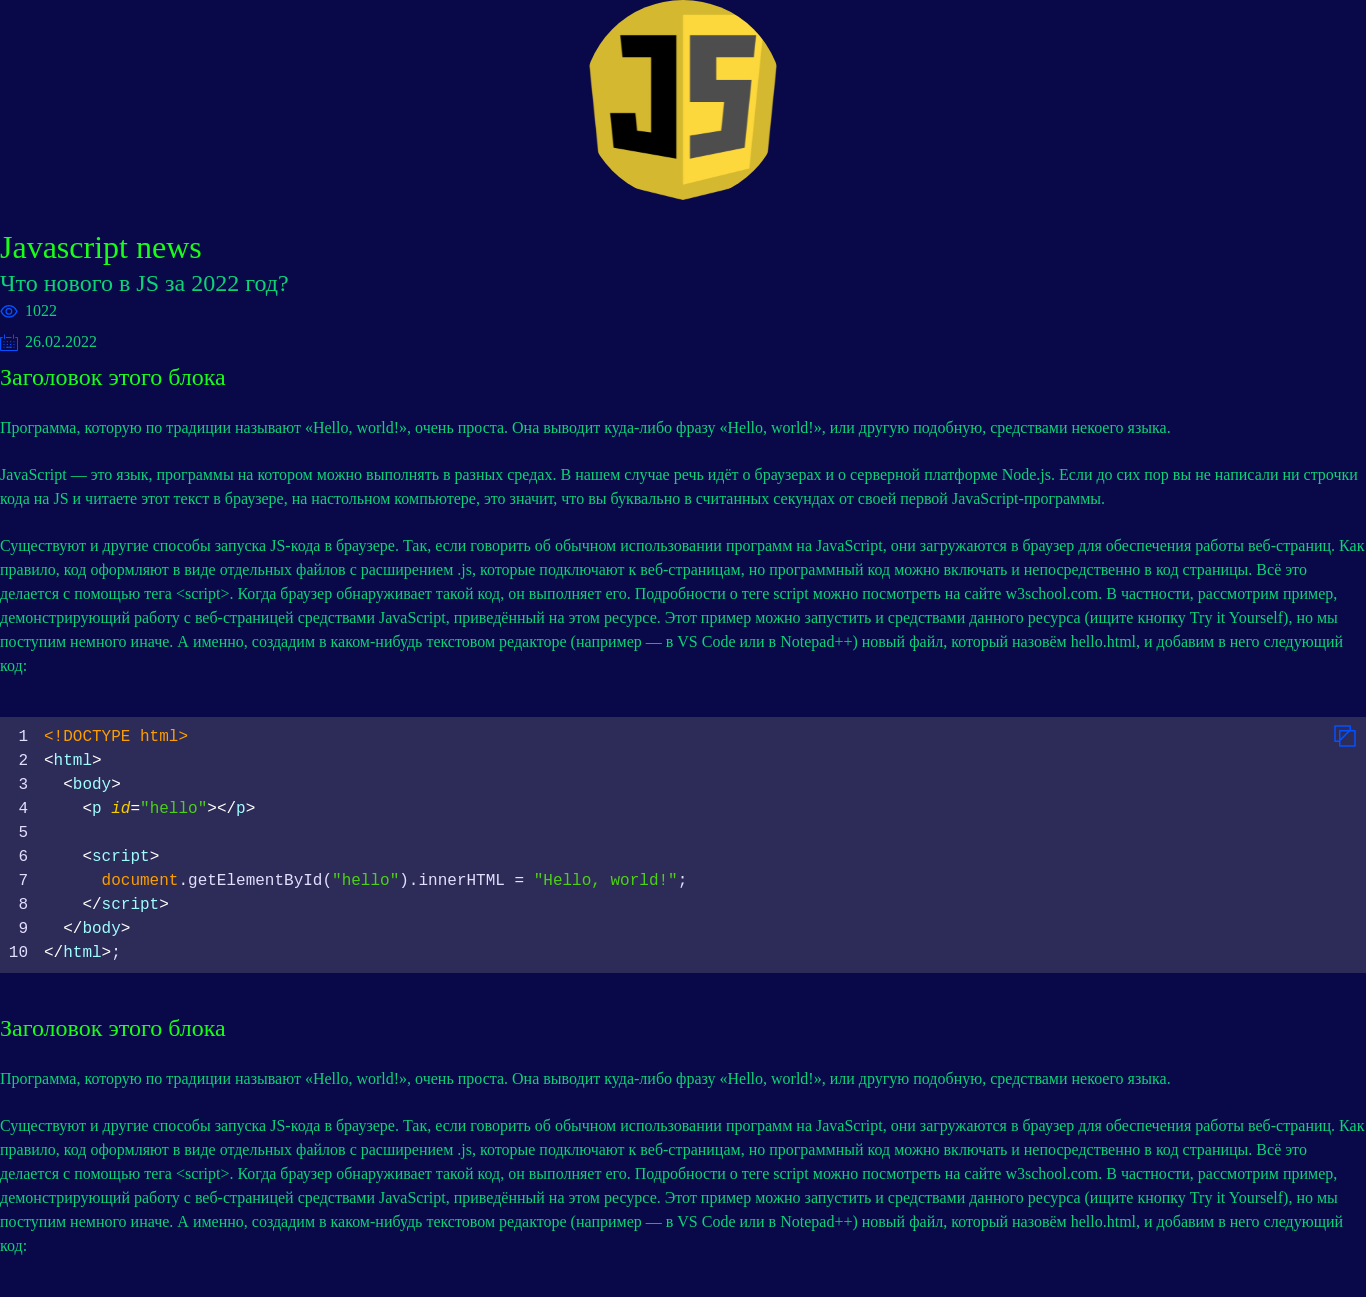 JS
Javascript news
Что нового в JS за 2022 год?
1022
26.02.2022
Заголовок этого блока
Программа, которую по традиции называют «Hello, world!», очень проста. Она выводит куда-либо фразу «Hello, world!», или другую подобную, средствами некоего языка.
JavaScript — это язык, программы на котором можно выполнять в разных средах. В нашем случае речь идёт о браузерах и о серверной платформе Node.js. Если до сих пор вы не написали ни строчки
кода на JS и читаете этот текст в браузере, на настольном компьютере, это значит, что вы буквально в считанных секундах от своей первой JavaScript-программы.
Существуют и другие способы запуска JS-кода в браузере. Так, если говорить об обычном использовании программ на JavaScript, они загружаются в браузер для обеспечения работы веб-страниц. Как
правило, код оформляют в виде отдельных файлов с расширением .js, которые подключают к веб-страницам, но программный код можно включать и непосредственно в код страницы. Всё это
делается с помощью тега <script>. Когда браузер обнаруживает такой код, он выполняет его. Подробности о теге script можно посмотреть на сайте w3school.com. В частности, рассмотрим пример,
демонстрирующий работу с веб-страницей средствами JavaScript, приведённый на этом ресурсе. Этот пример можно запустить и средствами данного ресурса (ищите кнопку Try it Yourself), но мы
поступим немного иначе. А именно, создадим в каком-нибудь текстовом редакторе (например — в VS Code или в Notepad++) новый файл, который назовём hello.html, и добавим в него следующий
код:
1 <!DOCTYPE html>
2 <html>
3   <body>
4     <p id="hello"></p>
5
6     <script>
7       document.getElementById("hello").innerHTML = "Hello, world!";
8     </script>
9   </body>
10 </html>;
Заголовок этого блока
Программа, которую по традиции называют «Hello, world!», очень проста. Она выводит куда-либо фразу «Hello, world!», или другую подобную, средствами некоего языка.
Существуют и другие способы запуска JS-кода в браузере. Так, если говорить об обычном использовании программ на JavaScript, они загружаются в браузер для обеспечения работы веб-страниц. Как
правило, код оформляют в виде отдельных файлов с расширением .js, которые подключают к веб-страницам, но программный код можно включать и непосредственно в код страницы. Всё это
делается с помощью тега <script>. Когда браузер обнаруживает такой код, он выполняет его. Подробности о теге script можно посмотреть на сайте w3school.com. В частности, рассмотрим пример,
демонстрирующий работу с веб-страницей средствами JavaScript, приведённый на этом ресурсе. Этот пример можно запустить и средствами данного ресурса (ищите кнопку Try it Yourself), но мы
поступим немного иначе. А именно, создадим в каком-нибудь текстовом редакторе (например — в VS Code или в Notepad++) новый файл, который назовём hello.html, и добавим в него следующий
код: